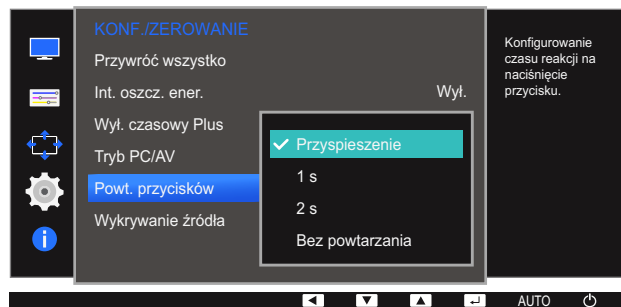 KONF./ZEROWANIE
Przywróć wszystko
Int. oszcz. ener. Wył.
Wył. czasowy Plus
Tryb PC/AV
Powt. przycisków
Wykrywanie źródła
Przyspieszenie
1 s
2 s
Bez powtarzania
Konfigurowanie
czasu reakcji na
naciśnięcie
przycisku.
AUTO